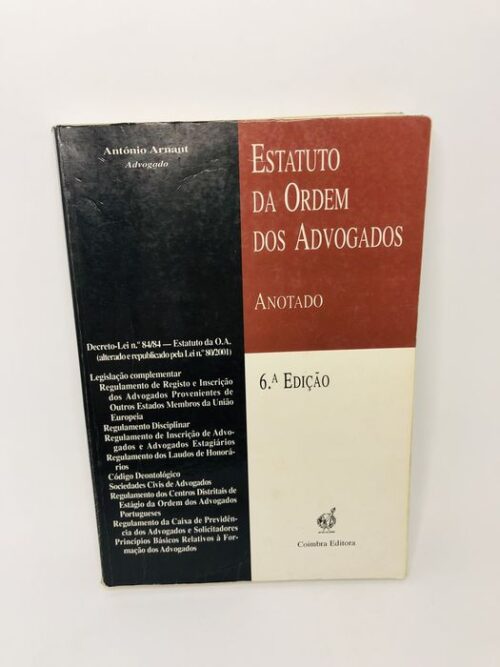 António Arnaut
Advogado
ESTATUTO
DA ORDEM
DOS ADVOGADOS
ANOTADO
6.ª EDIÇÃO
Decreto-Lei n.º 84/84 — Estatuto da O.A.
(alterado e republicado pela Lei n.º 80/2001)
Legislação complementar
Regulamento de Registo e Inscrição
dos Advogados Provenientes de
Outros Estados Membros da União
Europeia
Regulamento Disciplinar
Regulamento de Inscrição de Advo-
gados e Advogados Estagiários
Regulamento dos Laudos de Honorá-
rios
Código Deontológico
Sociedades Civis de Advogados
Regulamento dos Centros Distritais de
Estágio da Ordem dos Advogados
Portugueses
Regulamento da Caixa de Previdên-
cia dos Advogados e Solicitadores
Princípios Básicos Relativos à For-
mação dos Advogados
Coimbra Editora